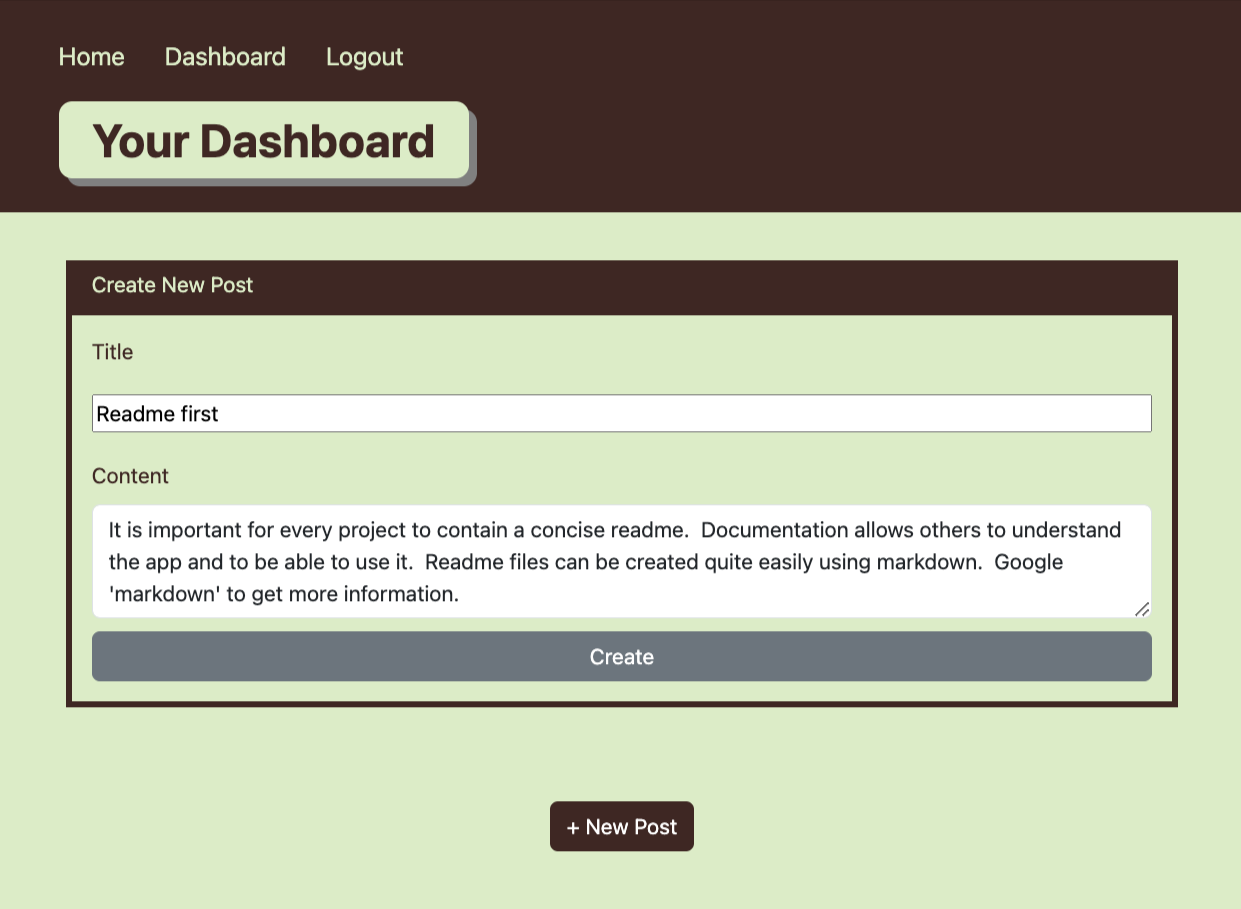 Home Dashboard Logout
Your Dashboard
Create New Post
Title
Readme first
Content
It is important for every project to contain a concise readme.  Documentation allows others to understand
the app and to be able to use it.  Readme files can be created quite easily using markdown.  Google
'markdown' to get more information.
Create
+ New Post